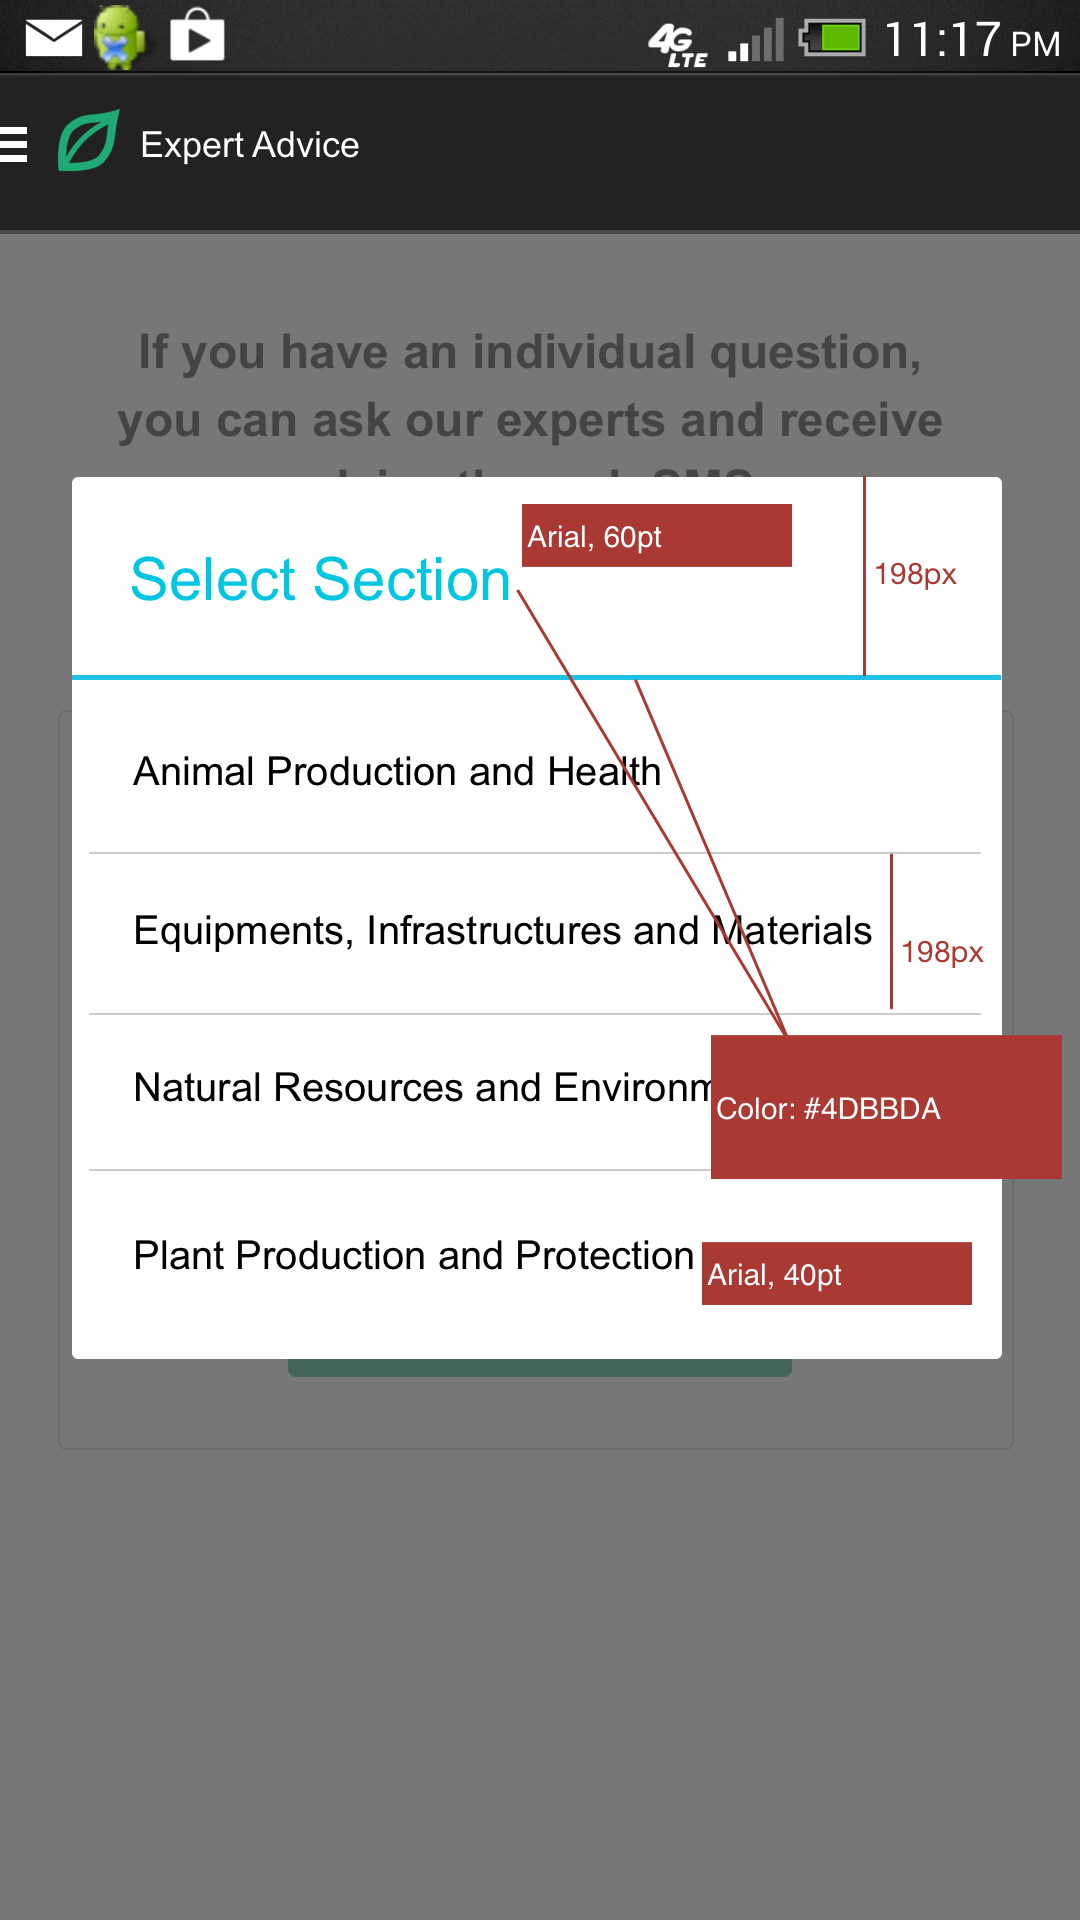 4G LTE 11:17 PM
Expert Advice
If you have an individual question,
you can ask our experts and receive
Arial, 60pt
Select Section
198px
Animal Production and Health
Equipments, Infrastructures and Materials
198px
Natural Resources and
Color: #4DBBDA
Plant Production and Protection
Arial, 40pt